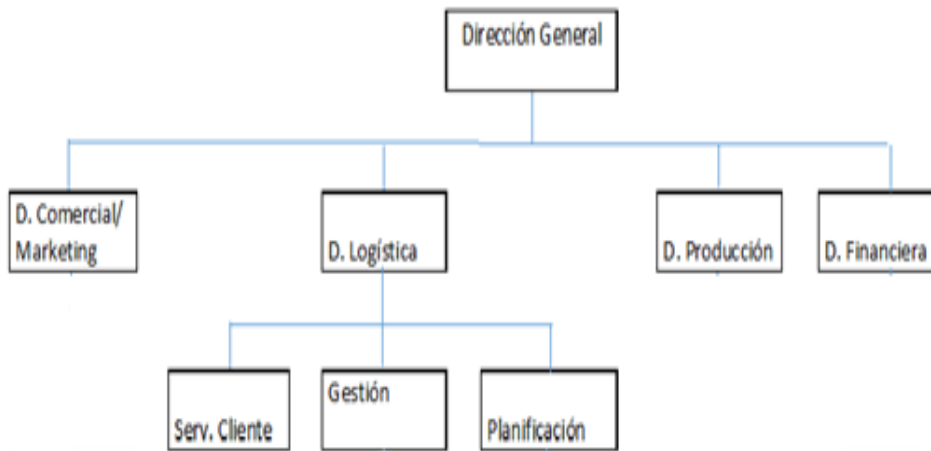 Dirección General
D. Comercial/
Marketing
D. Logística
D. Producción
D. Financiera
Serv. Cliente
Gestión
Planificación